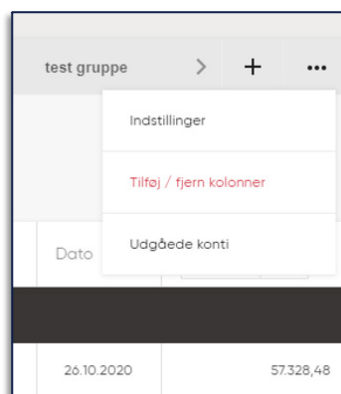 test gruppe
Indstillinger
Tilføj / fjern kolonner
Udgåede konti
Dato
26.10.2020 57.328,48